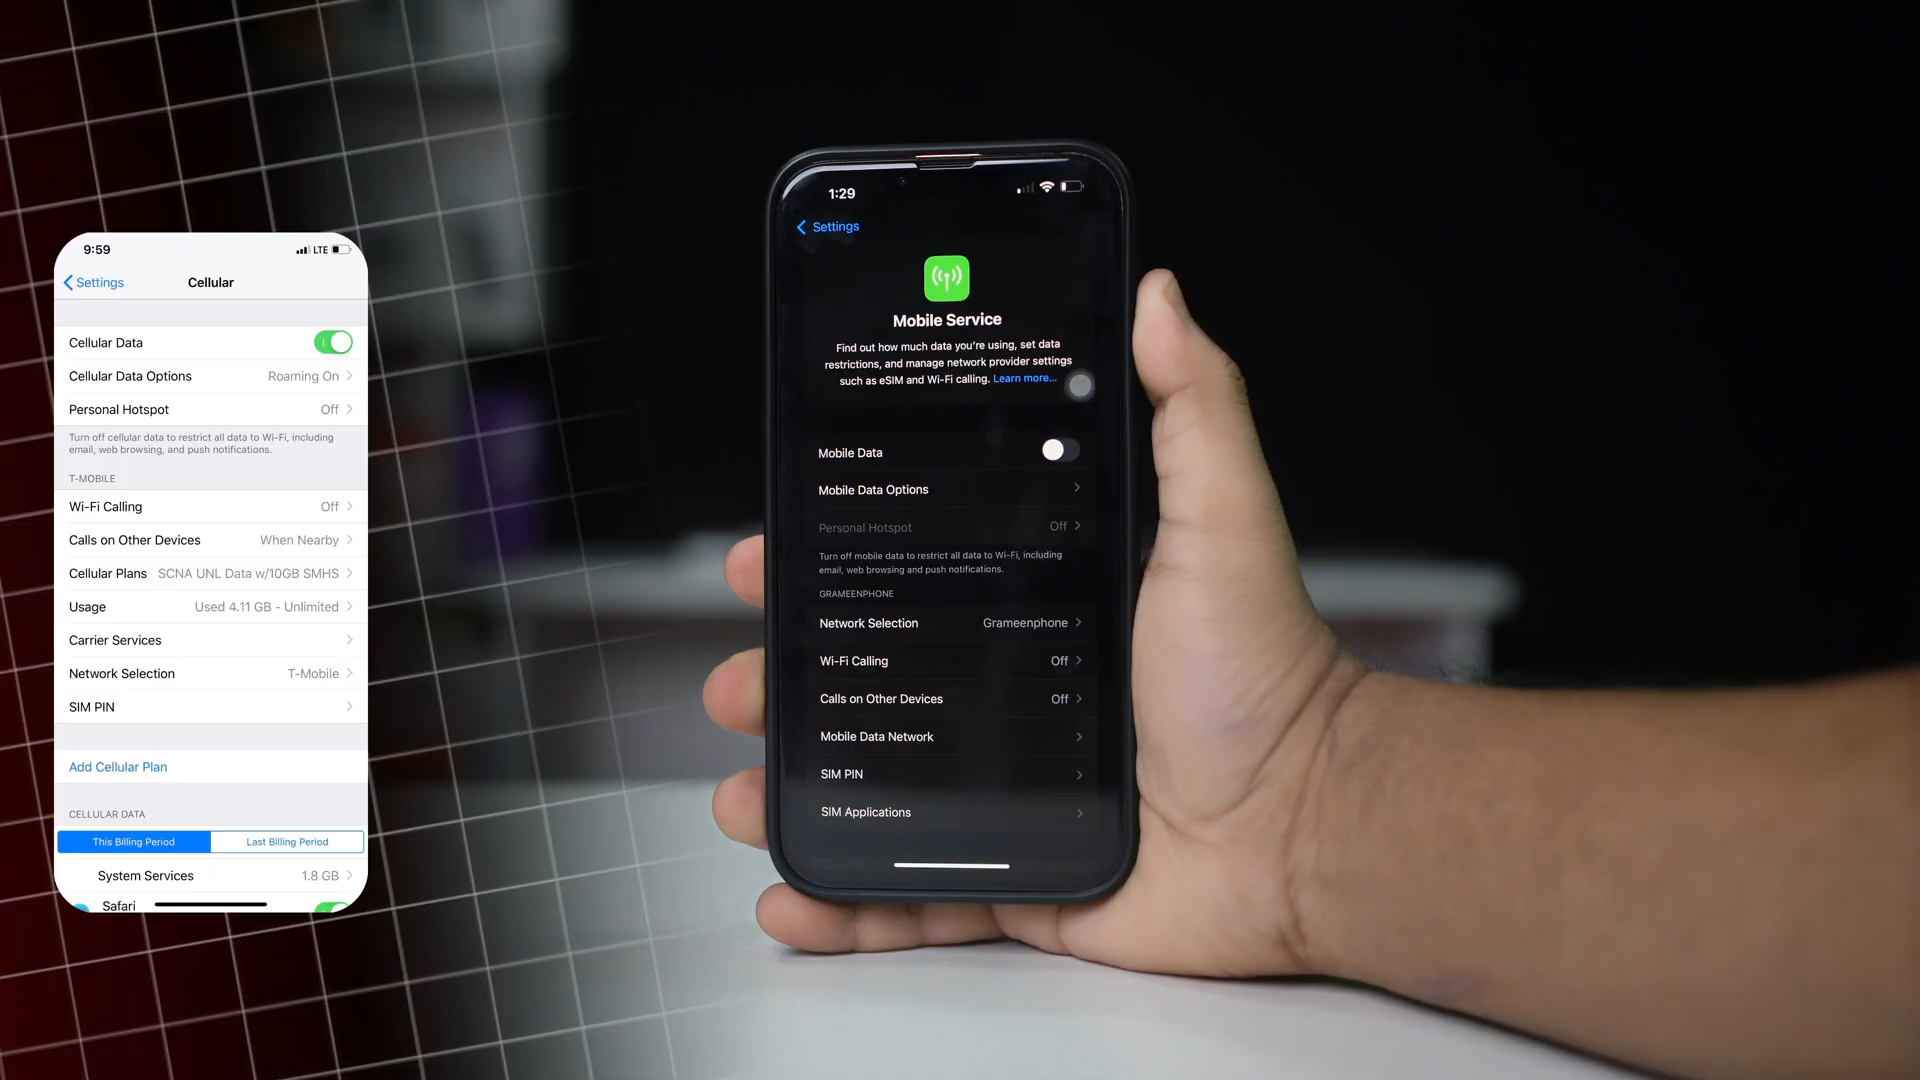 9:59
LTE
Settings
Cellular
Cellular Data
Cellular Data Options Roaming On
Personal Hotspot Off
Turn off cellular data to restrict all data to Wi-Fi, including
email, web browsing, and push notifications.
T-MOBILE
Wi-Fi Calling Off
Calls on Other Devices When Nearby
Cellular Plans SCNA UNL Data w/10GB SMHS
Usage Used 4.11 GB - Unlimited
Carrier Services
Network Selection T-Mobile
SIM PIN
Add Cellular Plan
CELLULAR DATA
This Billing Period Last Billing Period
System Services 1.8 GB
Safari
1:29
Settings
Mobile Service
Find out how much data you're using, set data
restrictions, and manage network provider settings
such as eSIM and Wi-Fi calling. Learn more...
Mobile Data
Mobile Data Options
Personal Hotspot Off
Turn off mobile data to restrict all data to Wi-Fi, including
email, web browsing and push notifications.
GRAMEENPHONE
Network Selection Grameenphone
Wi-Fi Calling Off
Calls on Other Devices Off
Mobile Data Network
SIM PIN
SIM Applications